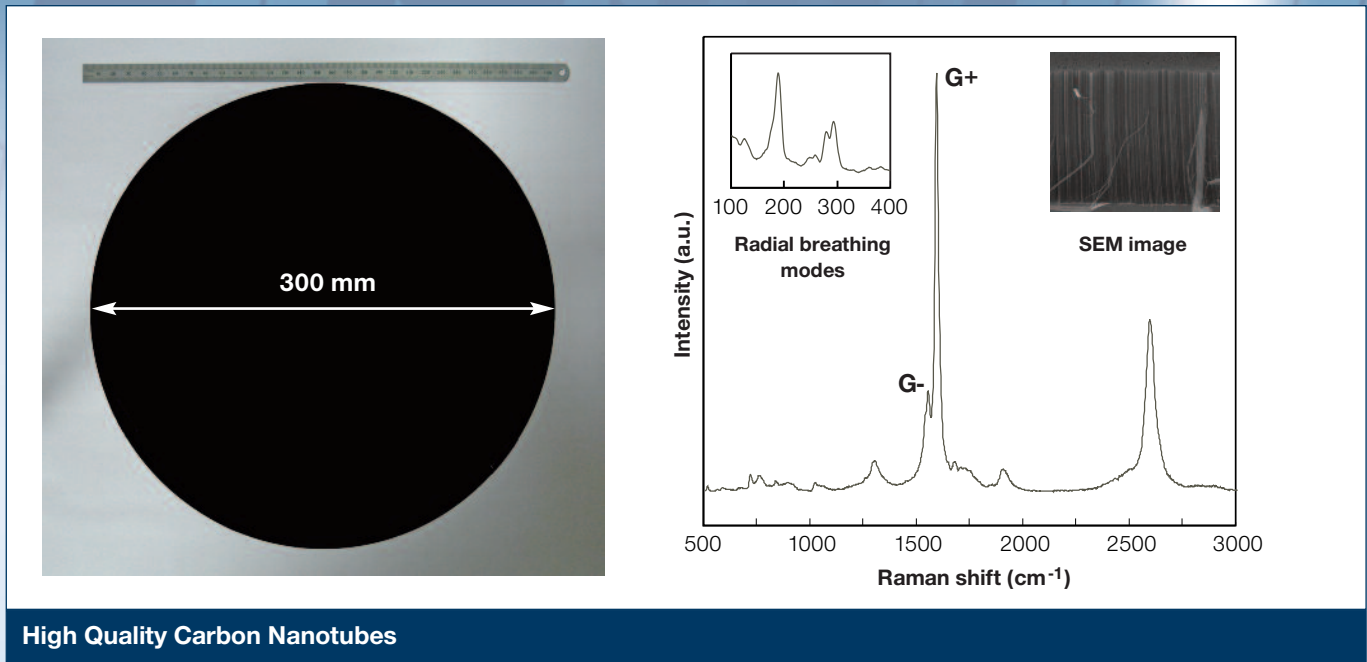 300 mm
G+
G-
100 200 300 400
Radial breathing
modes
SEM image
Intensity (a.u.)
500 1000 1500 2000 2500 3000
Raman shift (cm-1)
High Quality Carbon Nanotubes